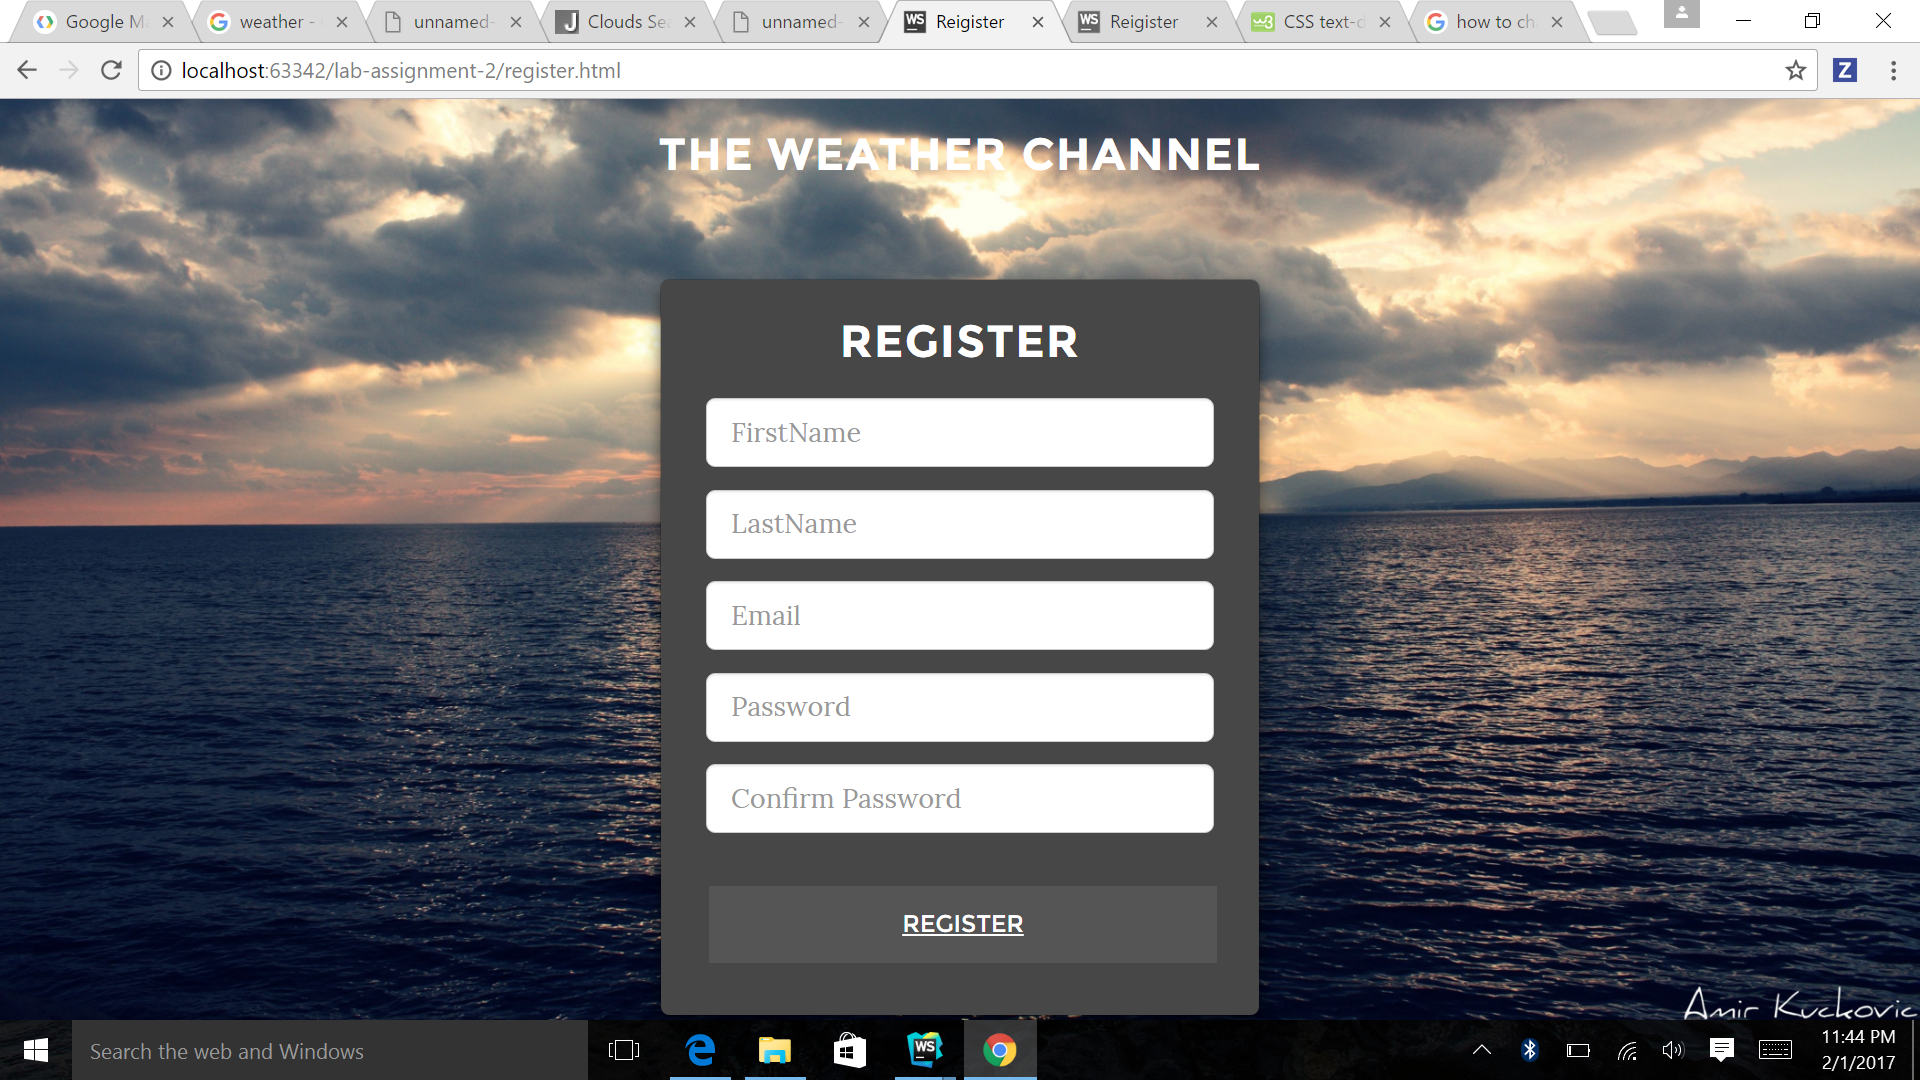 Google M
weather -
unnamed-
Clouds Se
unnamed-
Reigister
Reigister
CSS text-d
how to ch
localhost:63342/lab-assignment-2/register.html
Z
THE WEATHER CHANNEL
REGISTER
FirstName
LastName
Email
Password
Confirm Password
REGISTER
Amir Kuckovic
Search the web and Windows
WS
11:44 PM
2/1/2017